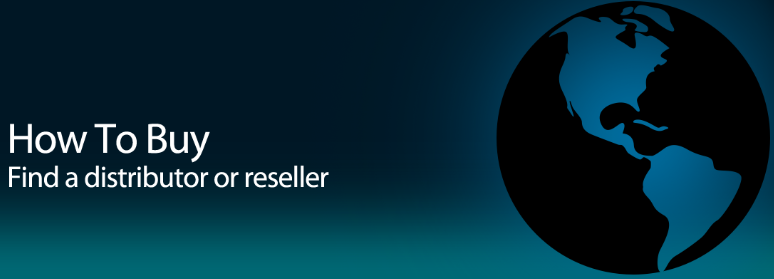 How To Buy
Find a distributor or reseller